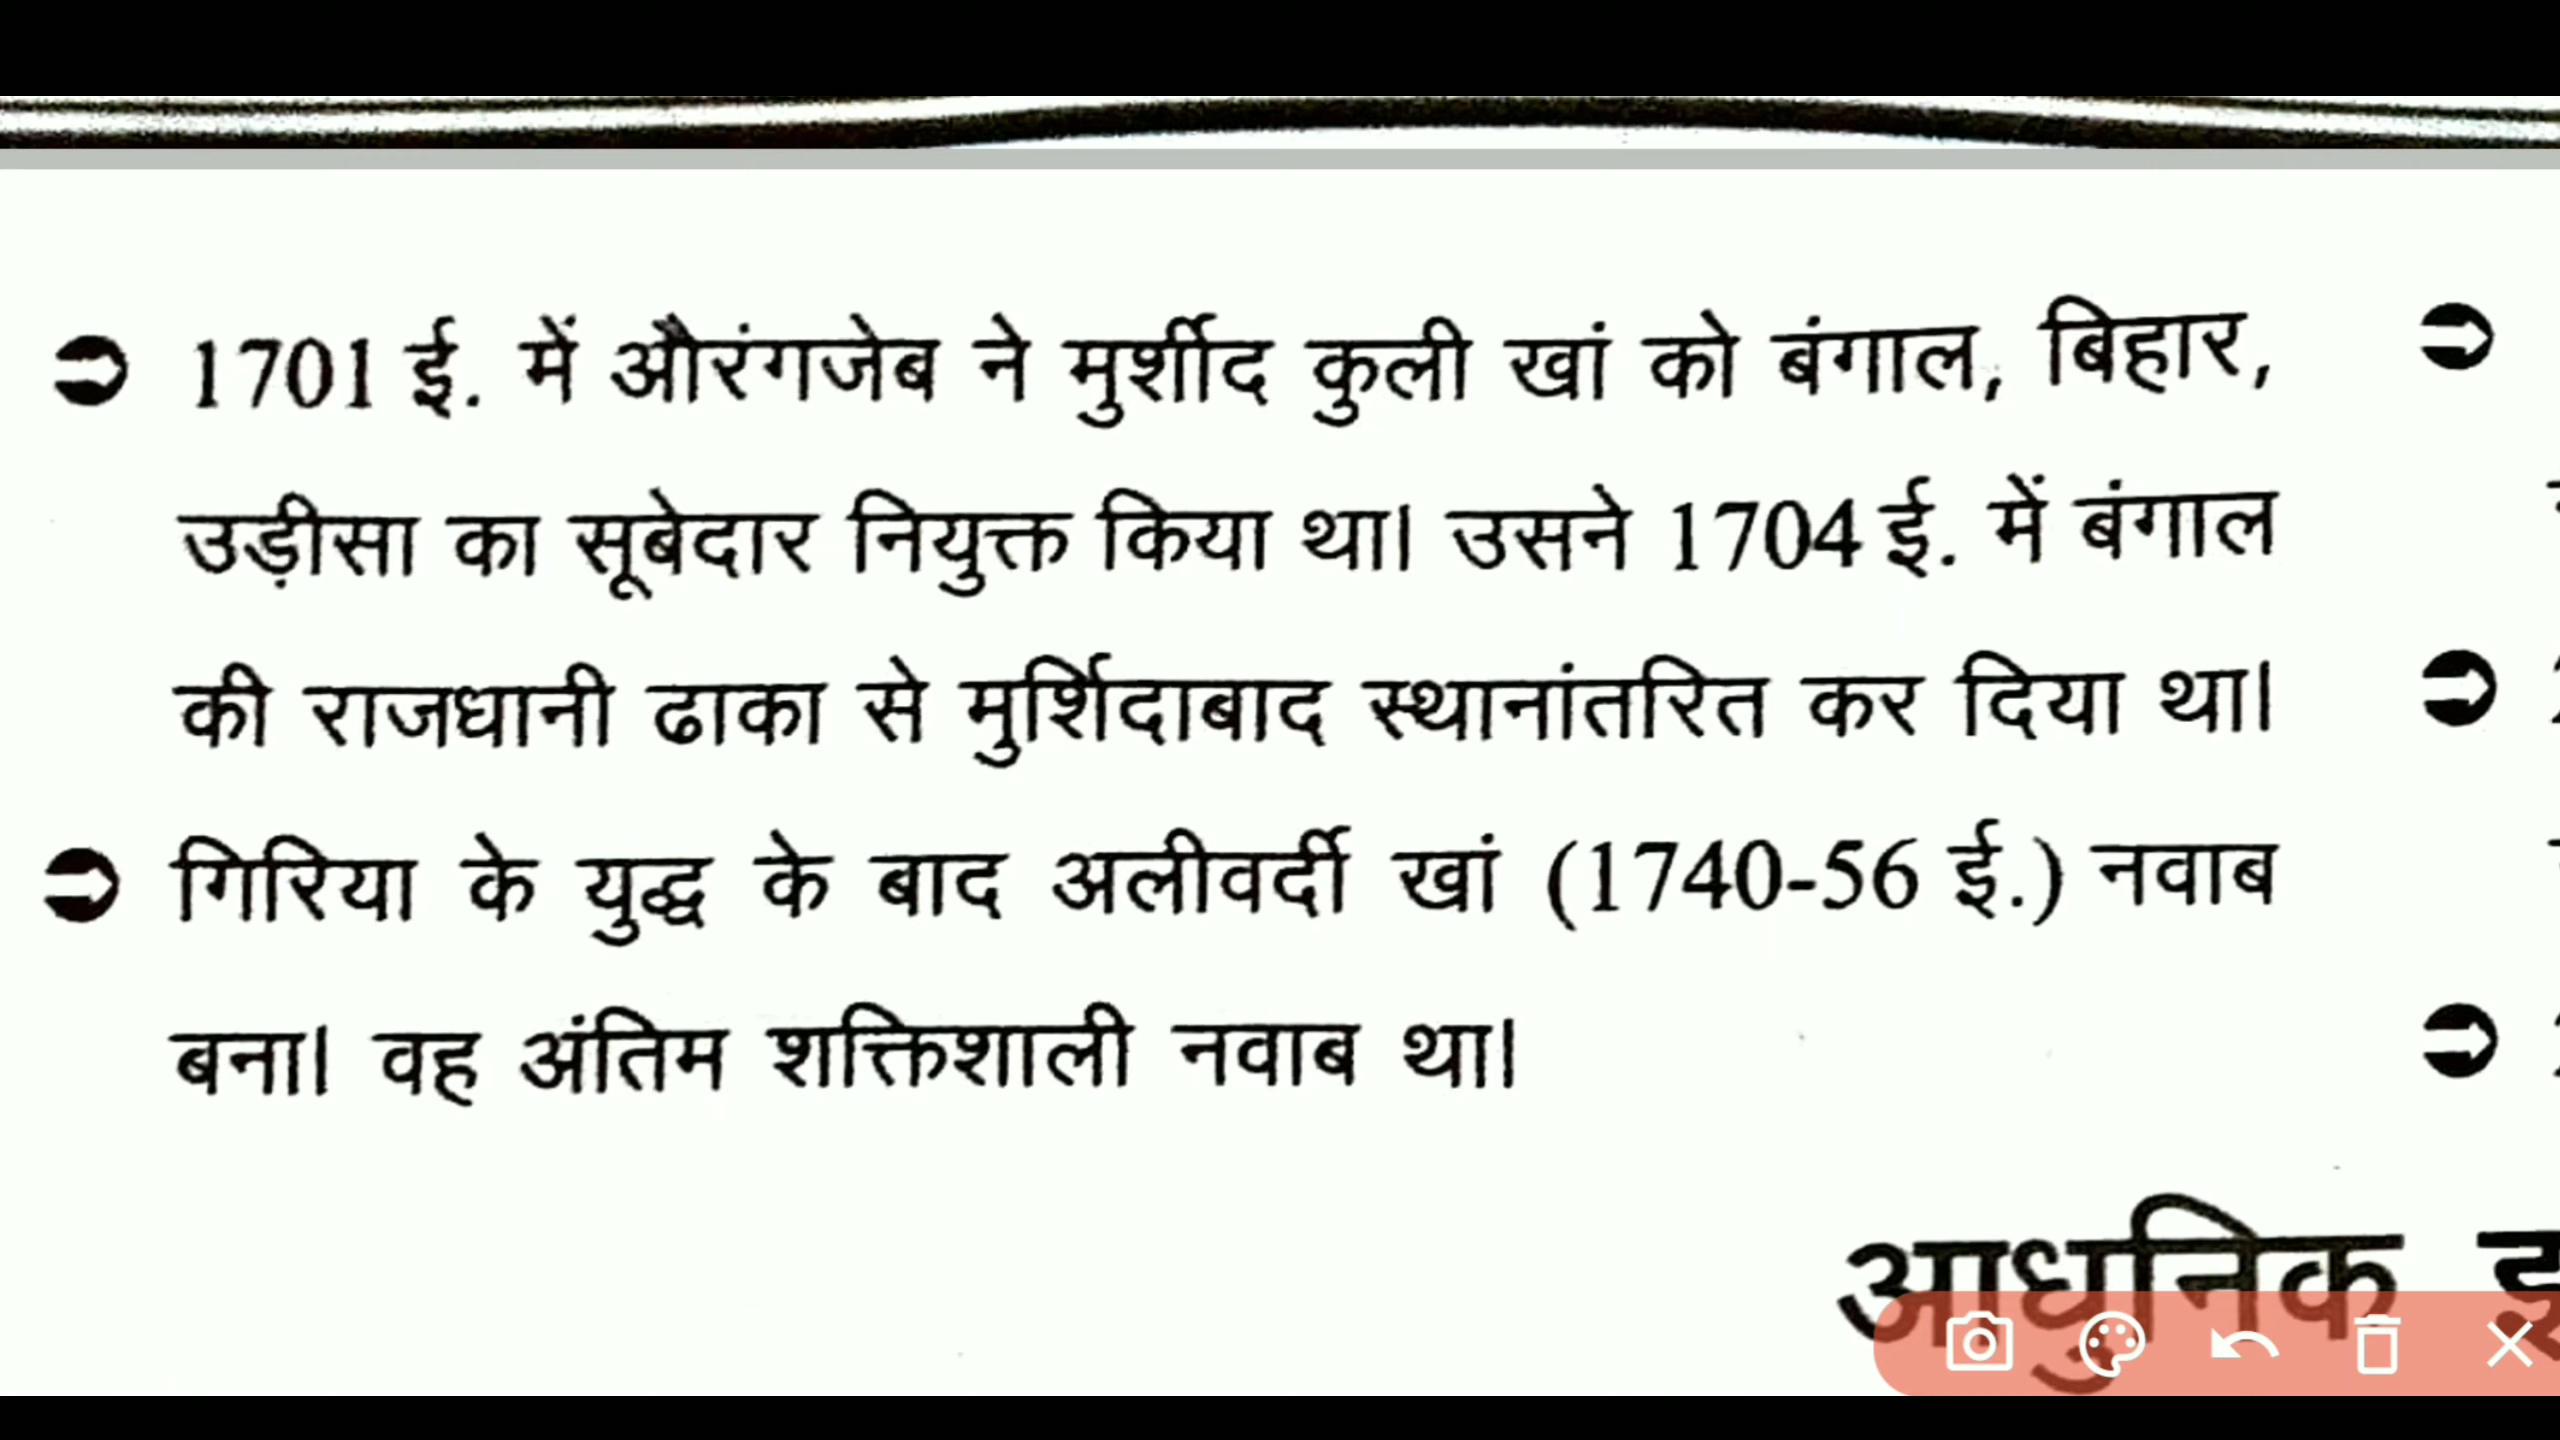 ➲ 1701 ई. में औरंगजेब ने मुर्शीद कुली खां को बंगाल, बिहार,
उड़ीसा का सूबेदार नियुक्त किया था। उसने 1704 ई. में बंगाल
की राजधानी ढाका से मुर्शिदाबाद स्थानांतरित कर दिया था।
➲ गिरिया के युद्ध के बाद अलीवर्दी खां (1740-56 ई.) नवाब
बना। वह अंतिम शक्तिशाली नवाब था।
आधुनिक